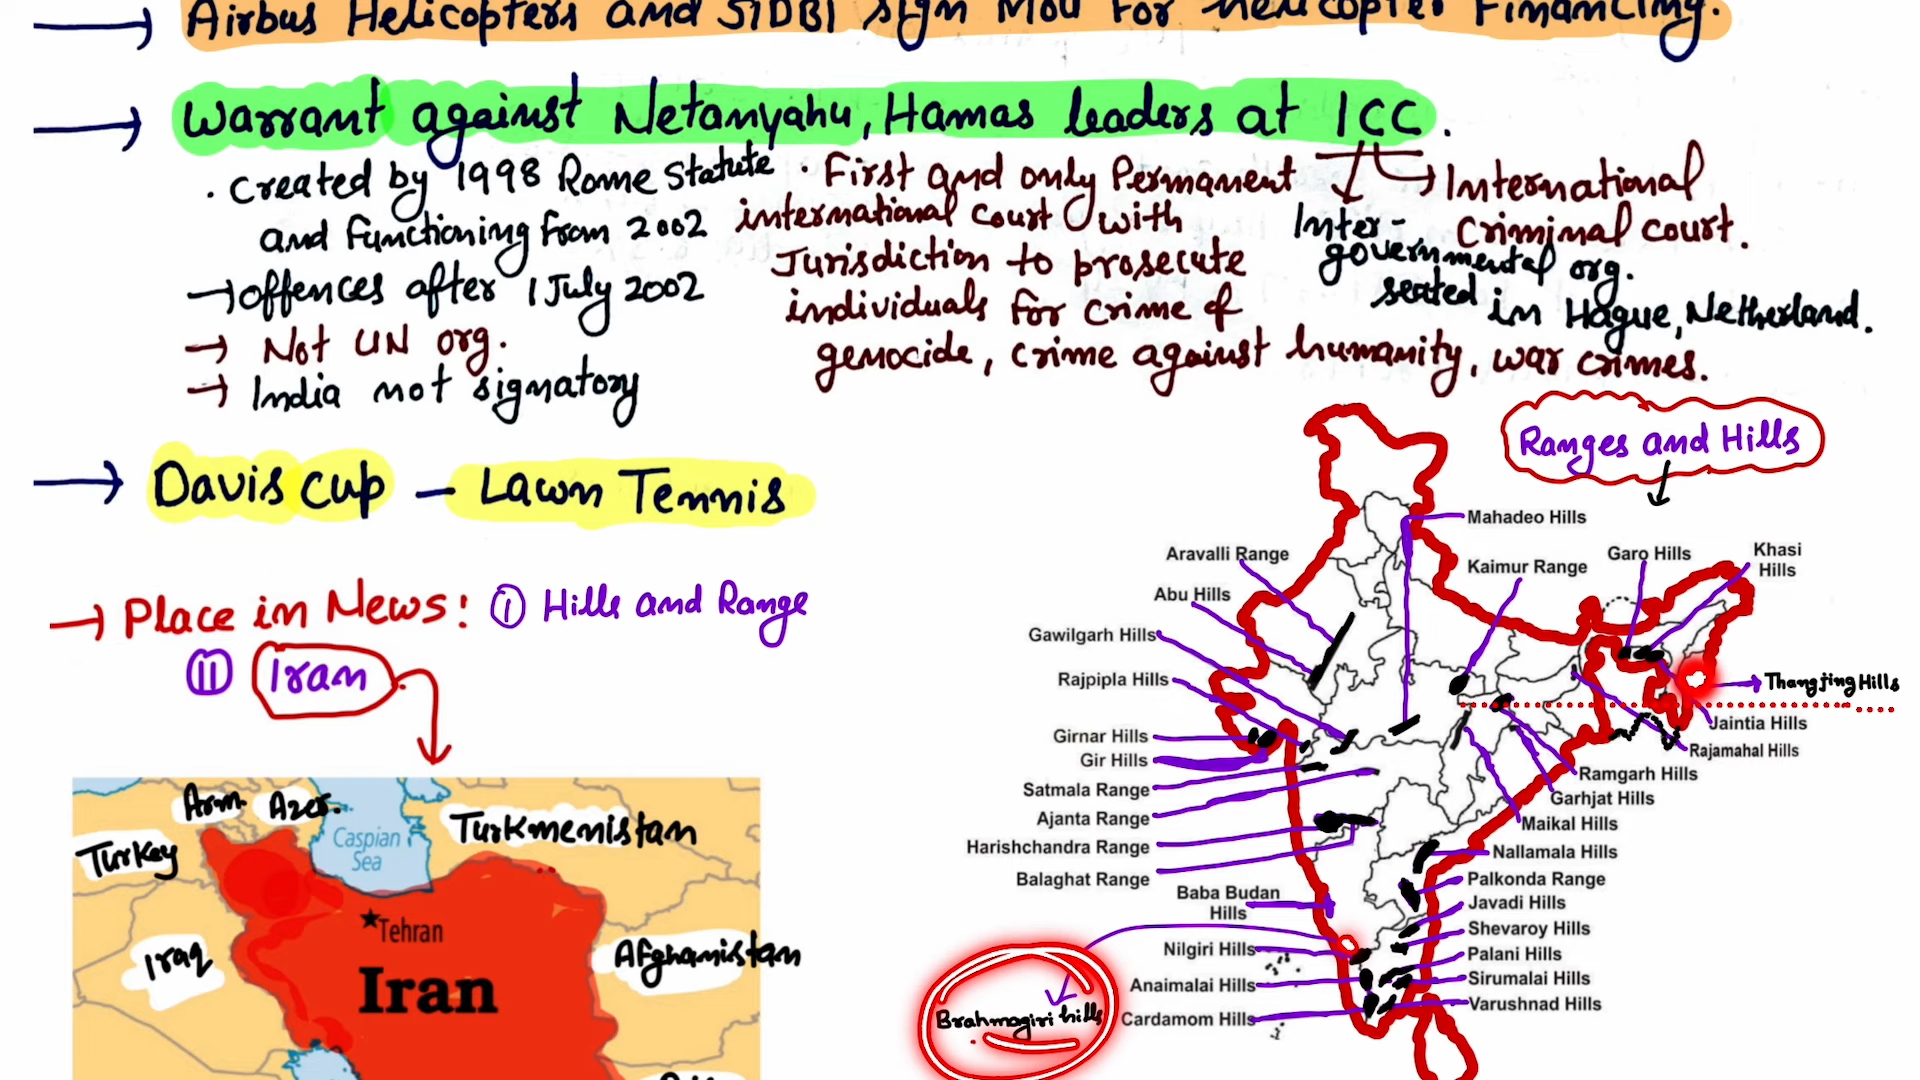 Airbus Helicopters and SIDBI sign MoU for helicopter Financing.
Warrant against Netanyahu, Hamas leaders at ICC.
. created by 1998 Rome Statute
and functioning from 2002
→ offences after 1 July 2002
→ Not UN org.
→ India not signatory
. First and only Permanent
international court with
Jurisdiction to prosecute
individuals for crime of
genocide, crime against humanity, war crimes.
→ International
Criminal court.
Inter-
governmental org.
seated in Hague, Netherland.
→ Davis cup – Lawn Tennis
Ranges and Hills
→ Place in News: ① Hills and Range
② Iran
Arm. Azer.
Turkey
Caspian
Sea
Turkmenistan
Tehran
Iraq
Iran
Afghanistan
Mahadeo Hills
Aravalli Range
Kaimur Range
Garo Hills
Khasi
Hills
Abu Hills
Gawilgarh Hills
Rajpipla Hills
Thangjing Hills
Jaintia Hills
Girnar Hills
Rajamahal Hills
Gir Hills
Ramgarh Hills
Satmala Range
Garhjat Hills
Ajanta Range
Maikal Hills
Harishchandra Range
Nallamala Hills
Balaghat Range
Palkonda Range
Baba Budan
Hills
Javadi Hills
Shevaroy Hills
Nilgiri Hills
Palani Hills
Anaimalai Hills
Sirumalai Hills
Cardamom Hills
Varushnad Hills
Brahmagiri hills